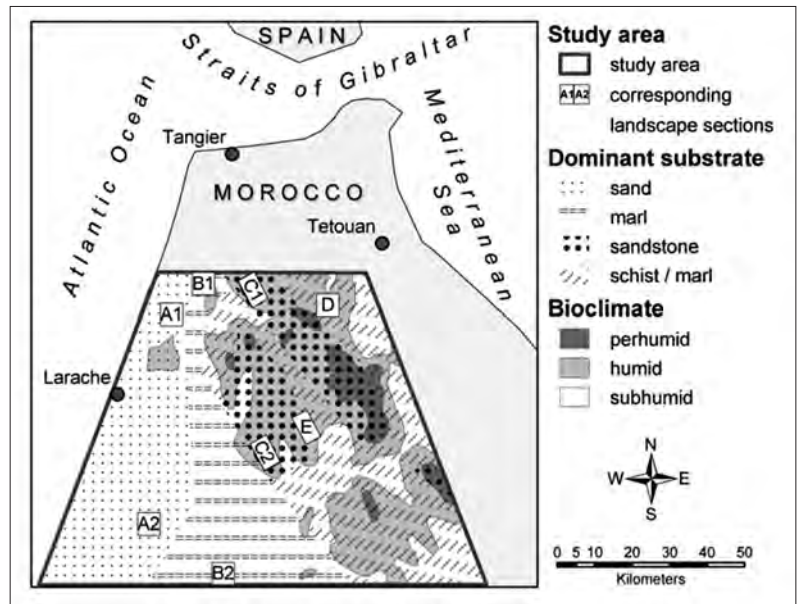 SPAIN
Straits of Gibraltar
Atlantic Ocean
Mediterranean
Sea
Tangier
MOROCCO
Tetouan
Larache
B1
C1
D
A1
E
C2
A2
B2
Study area
study area
A1 A2 corresponding
landscape sections
Dominant substrate
sand
marl
sandstone
schist / marl
Bioclimate
perhumid
humid
subhumid
N
W E
S
0 5 10 20 30 40 50
Kilometers